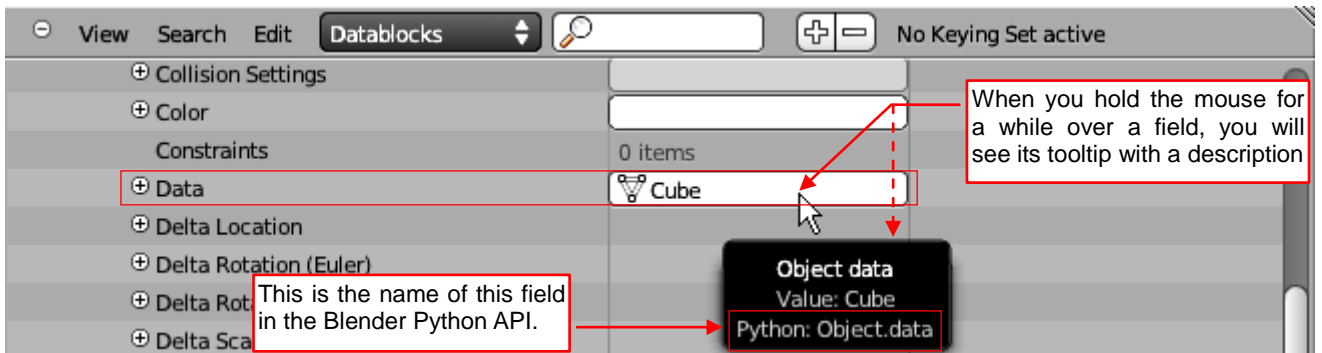 View Search Edit Datablocks No Keying Set active
Collision Settings
Color
Constraints 0 items
Data Cube
Delta Location
Delta Rotation (Euler)
Delta
Delta
When you hold the mouse for
a while over a field, you will
see its tooltip with a description
Object data
Value: Cube
Python: Object.data
This is the name of this field
in the Blender Python API.